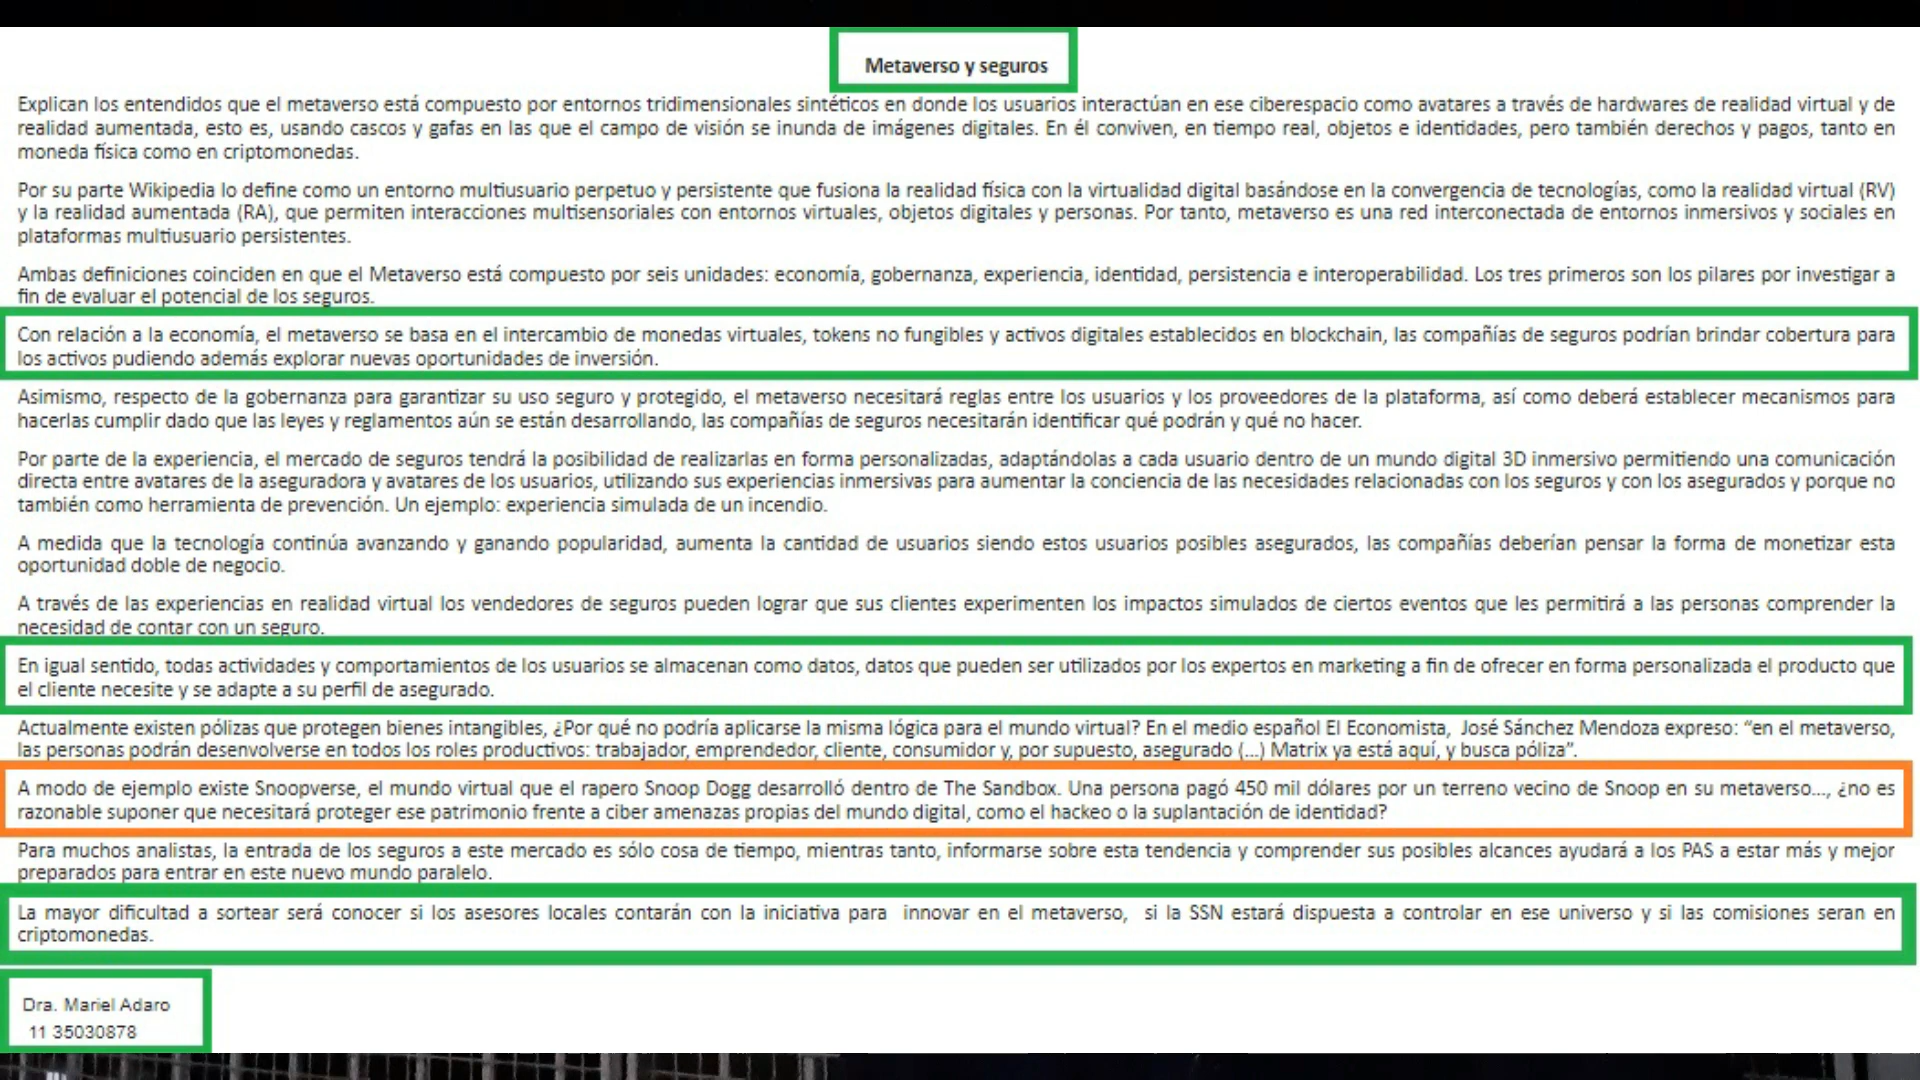 Metaverso y seguros
Explican los entendidos que el metaverso está compuesto por entornos tridimensionales sintéticos en donde los usuarios interactúan en ese ciberespacio como avatares a través de hardwares de realidad virtual y de
realidad aumentada, esto es, usando cascos y gafas en las que el campo de visión se inunda de imágenes digitales. En él conviven, en tiempo real, objetos e identidades, pero también derechos y pagos, tanto en
moneda física como en criptomonedas.
Por su parte Wikipedia lo define como un entorno multiusuario perpetuo y persistente que fusiona la realidad física con la virtualidad digital basándose en la convergencia de tecnologías, como la realidad virtual (RV)
y la realidad aumentada (RA), que permiten interacciones multisensoriales con entornos virtuales, objetos digitales y personas. Por tanto, metaverso es una red interconectada de entornos inmersivos y sociales en
plataformas multiusuario persistentes.
Ambas definiciones coinciden en que el Metaverso está compuesto por seis unidades: economía, gobernanza, experiencia, identidad, persistencia e interoperabilidad. Los tres primeros son los pilares por investigar a
fin de evaluar el potencial de los seguros.
Con relación a la economía, el metaverso se basa en el intercambio de monedas virtuales, tokens no fungibles y activos digitales establecidos en blockchain, las compañías de seguros podrían brindar cobertura para
los activos pudiendo además explorar nuevas oportunidades de inversión.
Asimismo, respecto de la gobernanza para garantizar su uso seguro y protegido, el metaverso necesitará reglas entre los usuarios y los proveedores de la plataforma, así como deberá establecer mecanismos para
hacerlas cumplir dado que las leyes y reglamentos aún se están desarrollando, las compañías de seguros necesitarán identificar qué podrán y qué no hacer.
Por parte de la experiencia, el mercado de seguros tendrá la posibilidad de realizarlas en forma personalizadas, adaptándolas a cada usuario dentro de un mundo digital 3D inmersivo permitiendo una comunicación
directa entre avatares de la aseguradora y avatares de los usuarios, utilizando sus experiencias inmersivas para aumentar la conciencia de las necesidades relacionadas con los seguros y con los asegurados y porque no
también como herramienta de prevención. Un ejemplo: experiencia simulada de un incendio.
A medida que la tecnología continúa avanzando y ganando popularidad, aumenta la cantidad de usuarios siendo estos usuarios posibles asegurados, las compañías deberían pensar la forma de monetizar esta
oportunidad doble de negocio.
A través de las experiencias en realidad virtual los vendedores de seguros pueden lograr que sus clientes experimenten los impactos simulados de ciertos eventos que les permitirá a las personas comprender la
necesidad de contar con un seguro.
En igual sentido, todas actividades y comportamientos de los usuarios se almacenan como datos, datos que pueden ser utilizados por los expertos en marketing a fin de ofrecer en forma personalizada el producto que
el cliente necesite y se adapte a su perfil de asegurado.
Actualmente existen pólizas que protegen bienes intangibles, ¿Por qué no podría aplicarse la misma lógica para el mundo virtual? En el medio español El Economista, José Sánchez Mendoza expreso: “en el metaverso,
las personas podrán desenvolverse en todos los roles productivos: trabajador, emprendedor, cliente, consumidor y, por supuesto, asegurado (...) Matrix ya está aquí, y busca póliza”.
A modo de ejemplo existe Snoopverse, el mundo virtual que el rapero Snoop Dogg desarrolló dentro de The Sandbox. Una persona pagó 450 mil dólares por un terreno vecino de Snoop en su metaverso..., ¿no es
razonable suponer que necesitará proteger ese patrimonio frente a ciber amenazas propias del mundo digital, como el hackeo o la suplantación de identidad?
Para muchos analistas, la entrada de los seguros a este mercado es sólo cosa de tiempo, mientras tanto, informarse sobre esta tendencia y comprender sus posibles alcances ayudará a los PAS a estar más y mejor
preparados para entrar en este nuevo mundo paralelo.
La mayor dificultad a sortear será conocer si los asesores locales contarán con la iniciativa para innovar en el metaverso, si la SSN estará dispuesta a controlar en ese universo y si las comisiones seran en
criptomonedas.
Dra. Mariel Adaro
11 35030878